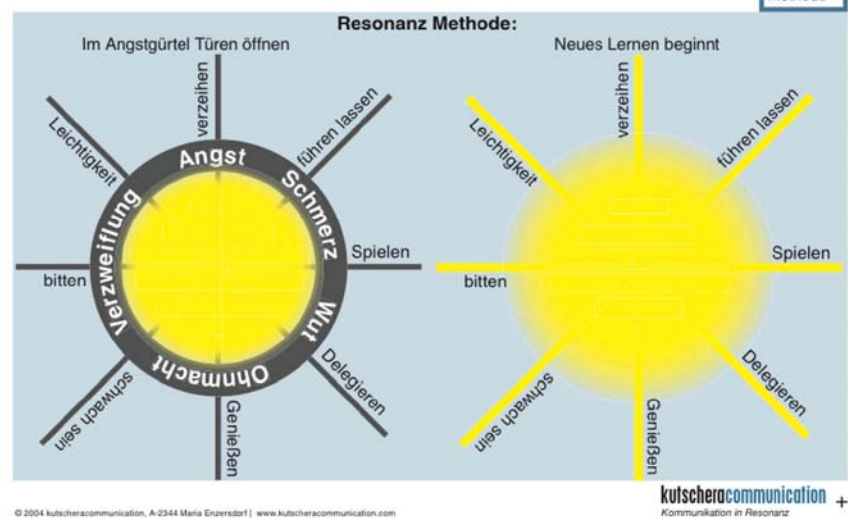 Resonanz Methode:
Im Angstgürtel Türen öffnen
Neues Lernen beginnt
verzeihen
führen lassen
Spielen
Delegieren
Genießen
schwach sein
bitten
Leichtigkeit
Angst
Schmerz
Wut
Ohnmacht
Verzweiflung
verzeihen
führen lassen
Spielen
Delegieren
Genießen
schwach sein
bitten
Leichtigkeit
kutscheracommunication +
Kommunikation in Resonanz
© 2004 kutscheracommunication, A-2344 Maria Enzersdorf | www.kutscheracommunication.com